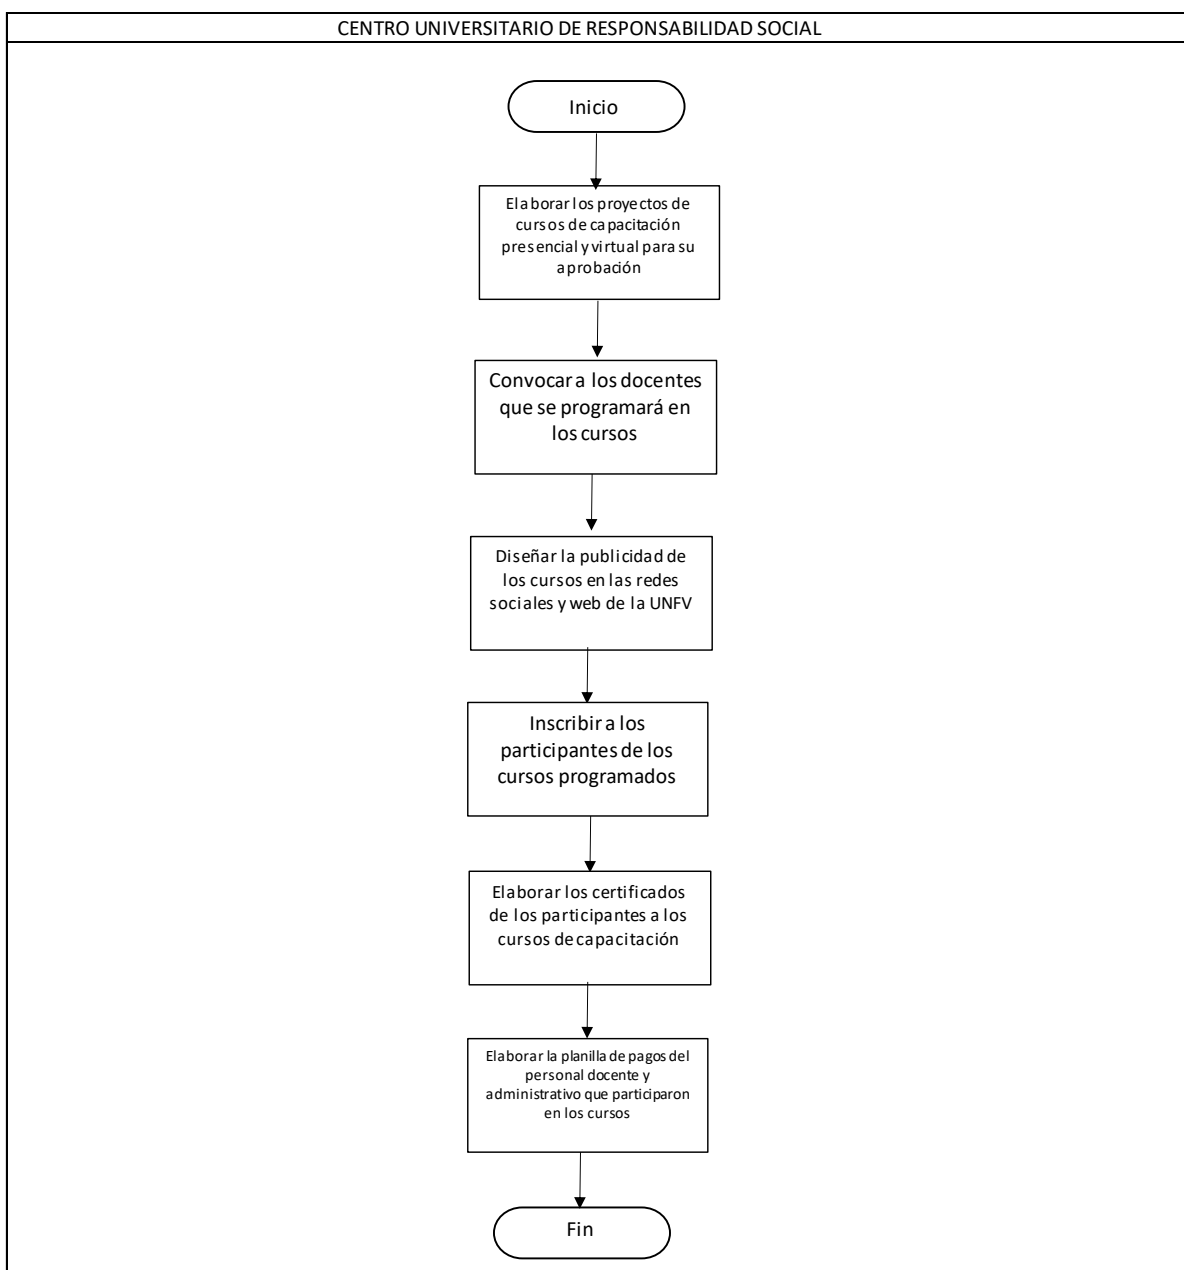 CENTRO UNIVERSITARIO DE RESPONSABILIDAD SOCIAL
Inicio
Elaborar los proyectos de
cursos de capacitación
presencial y virtual para su
aprobación
Convocar a los docentes
que se programará en
los cursos
Diseñar la publicidad de
los cursos en las redes
sociales y web de la UNFV
Inscribir a los
participantes de los
cursos programados
Elaborar los certificados
de los participantes a los
cursos de capacitación
Elaborar la planilla de pagos del
personal docente y
administrativo que participaron
en los cursos
Fin